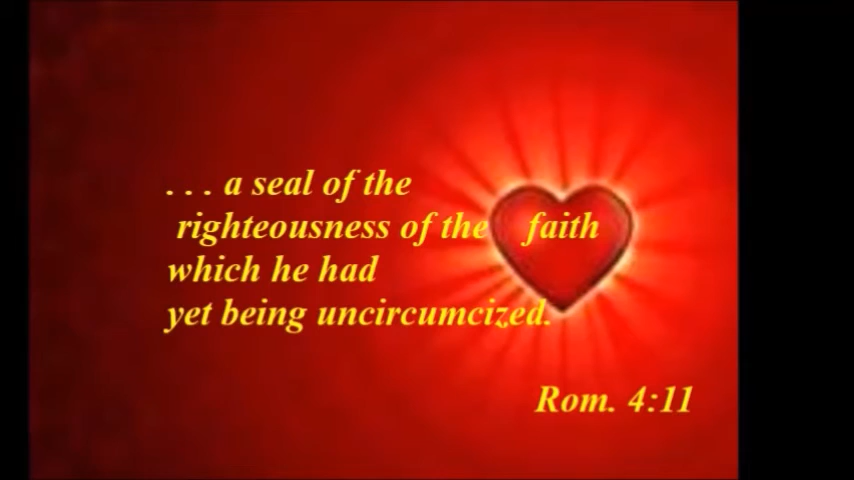 . . . a seal of the
righteousness of the faith
which he had
yet being uncircumcized.
Rom. 4:11